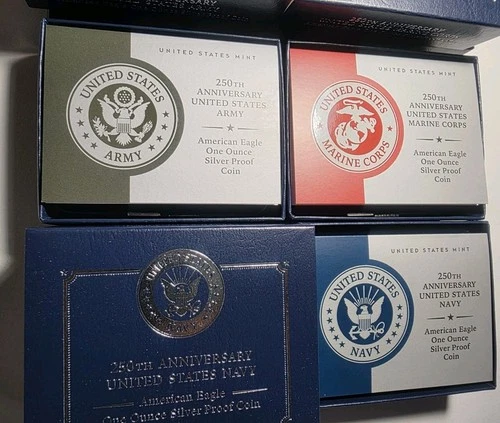 ANNIVERSARY
250TH ANNIVERSARY
UNITED STATES MINT
UNITED STATES
ARMY
250TH
ANNIVERSARY
UNITED STATES
ARMY
American Eagle
One Ounce
Silver Proof
Coin
UNITED STATES MINT
UNITED STATES
MARINE CORPS
250TH
ANNIVERSARY
UNITED STATES
MARINE CORPS
American Eagle
One Ounce
Silver Proof
Coin
250TH ANNIVERSARY
UNITED STATES NAVY
American Eagle
One Ounce Silver Proof Coin
UNITED STATES MINT
UNITED STATES
NAVY
250TH
ANNIVERSARY
UNITED STATES
NAVY
American Eagle
One Ounce
Silver Proof
Coin